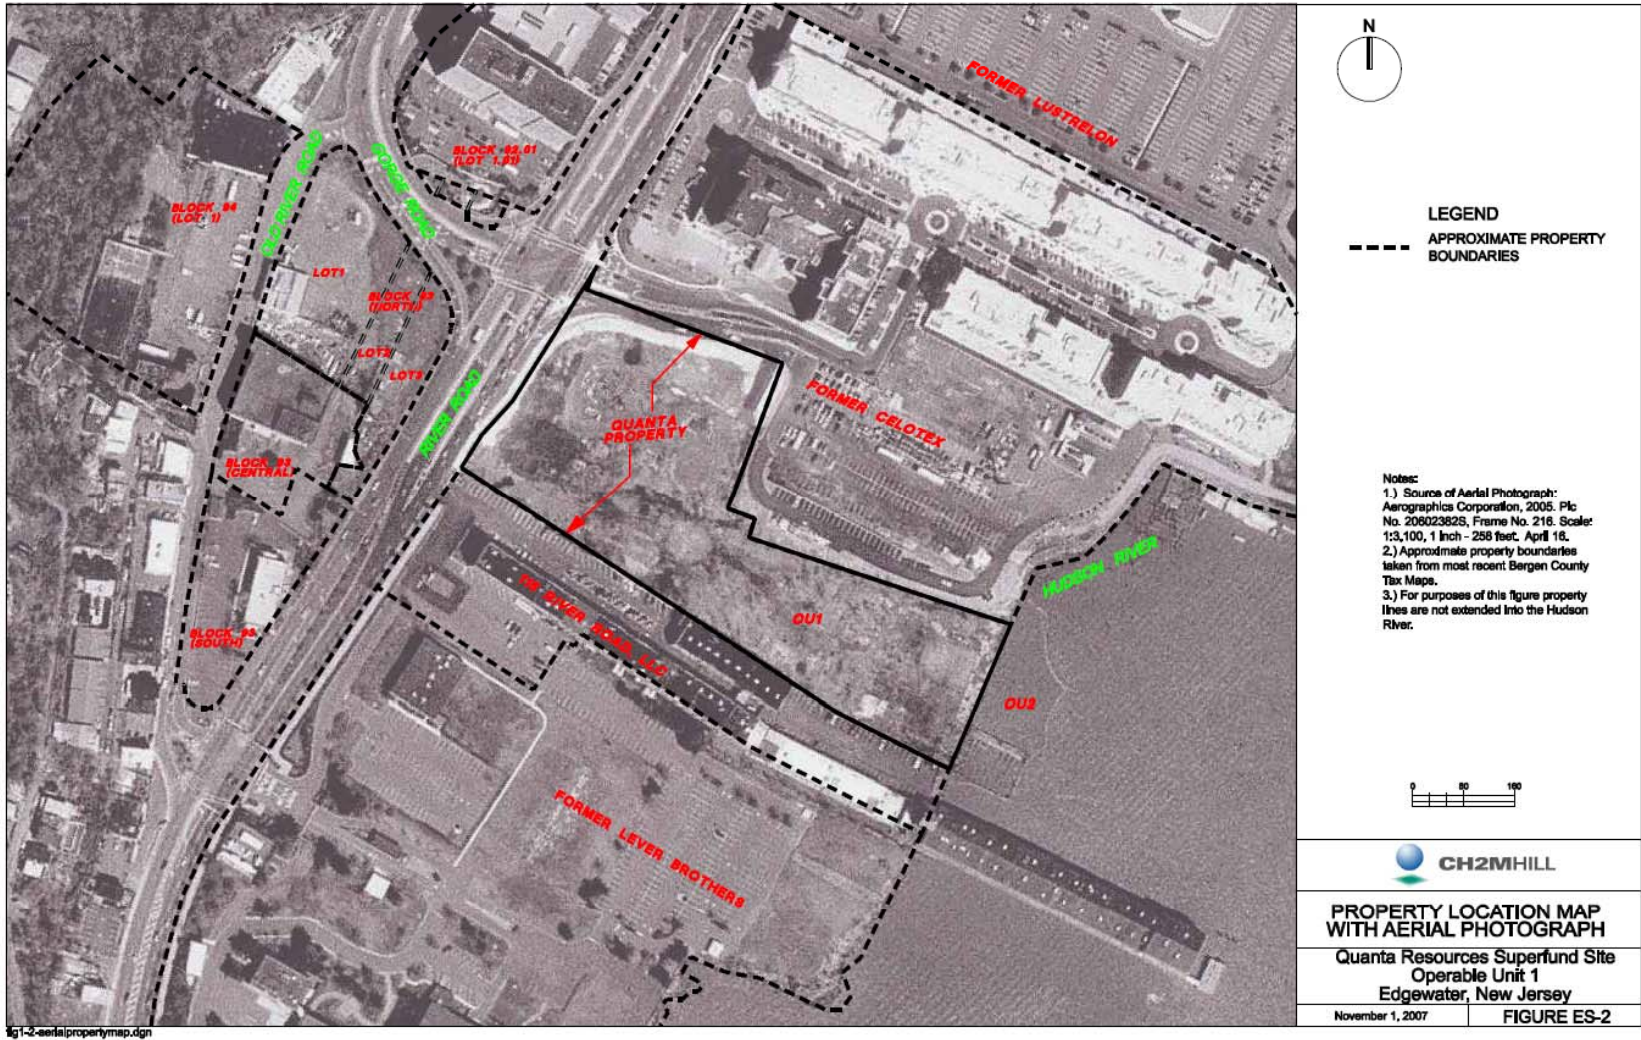 FORMER LUSTRELON
BLOCK 92.01
(LOT 1.01)
OLD RIVER ROAD
GORGE ROAD
BLOCK 94
(LOT 1)
LOT1
BLOCK 93
(NORTH)
LOT2
LOT3
RIVER ROAD
QUANTA
PROPERTY
FORMER CELOTEX
BLOCK 93
(CENTRAL)
HUDSON RIVER
115 RIVER ROAD, LLC
OU1
BLOCK 93
(SOUTH)
OU2
FORMER LEVER BROTHERS
N
LEGEND
APPROXIMATE PROPERTY
BOUNDARIES
Notes:
1.) Source of Aerial Photograph:
Aerographics Corporation, 2005. Pic
No. 20602382S, Frame No. 216. Scale:
1:3,100, 1 inch - 258 feet. April 16.
2.) Approximate property boundaries
taken from most recent Bergen County
Tax Maps.
3.) For purposes of this figure property
lines are not extended into the Hudson
River.
0 80 160
CH2MHILL
PROPERTY LOCATION MAP
WITH AERIAL PHOTOGRAPH
Quanta Resources Superfund Site
Operable Unit 1
Edgewater, New Jersey
November 1, 2007
FIGURE ES-2
fig1-2-aerialpropertymap.dgn